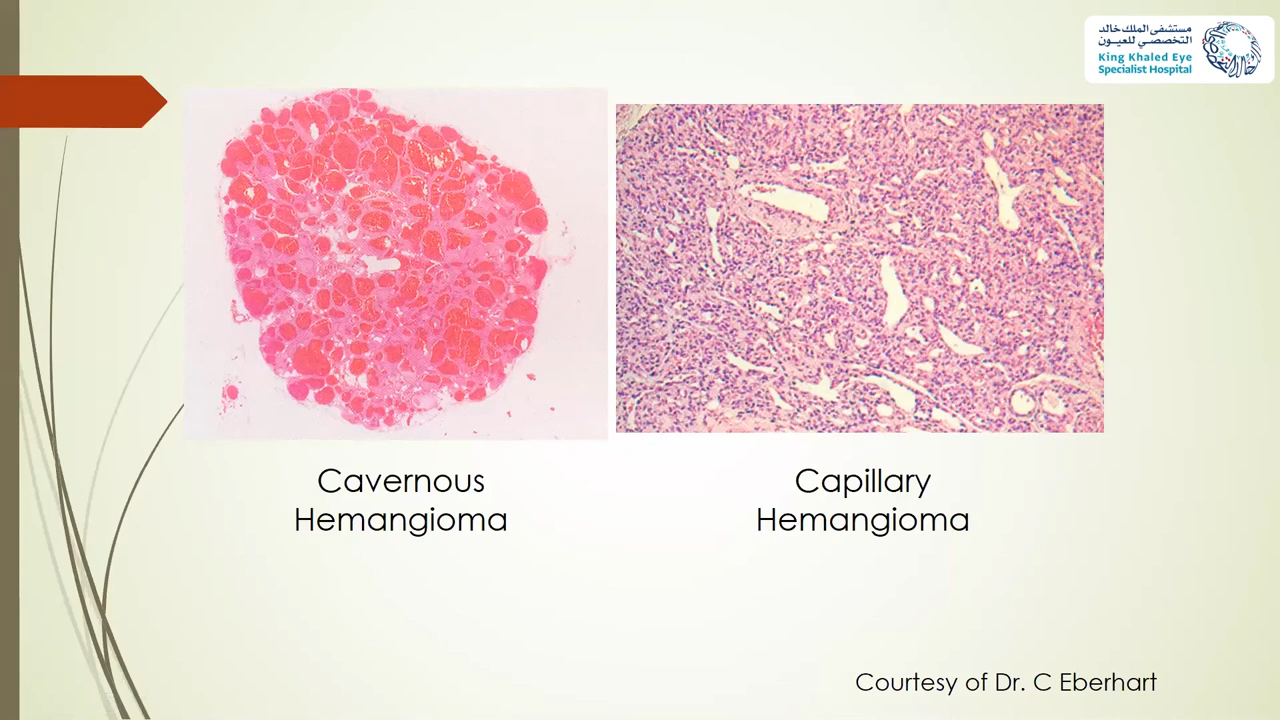 مستشفى الملك خالد
التخصصي للعيون
King Khaled Eye
Specialist Hospital
Cavernous
Hemangioma
Capillary
Hemangioma
Courtesy of Dr. C Eberhart